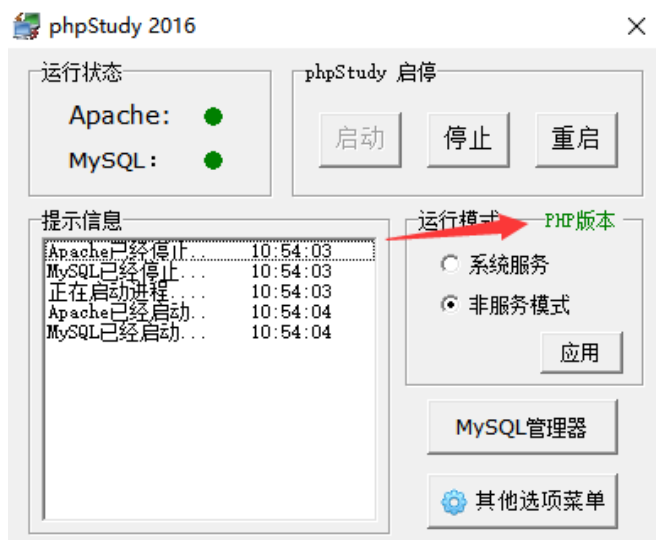 phpStudy 2016
运行状态
phpStudy 启停
Apache:
MySQL:
启动
停止
重启
提示信息
Apache已经停止..　10:54:03
MySQL已经停止...　10:54:03
正在启动进程....　10:54:03
Apache已经启动..　10:54:04
MySQL已经启动...　10:54:04
运行模式
PHP版本
系统服务
非服务模式
应用
MySQL管理器
其他选项菜单